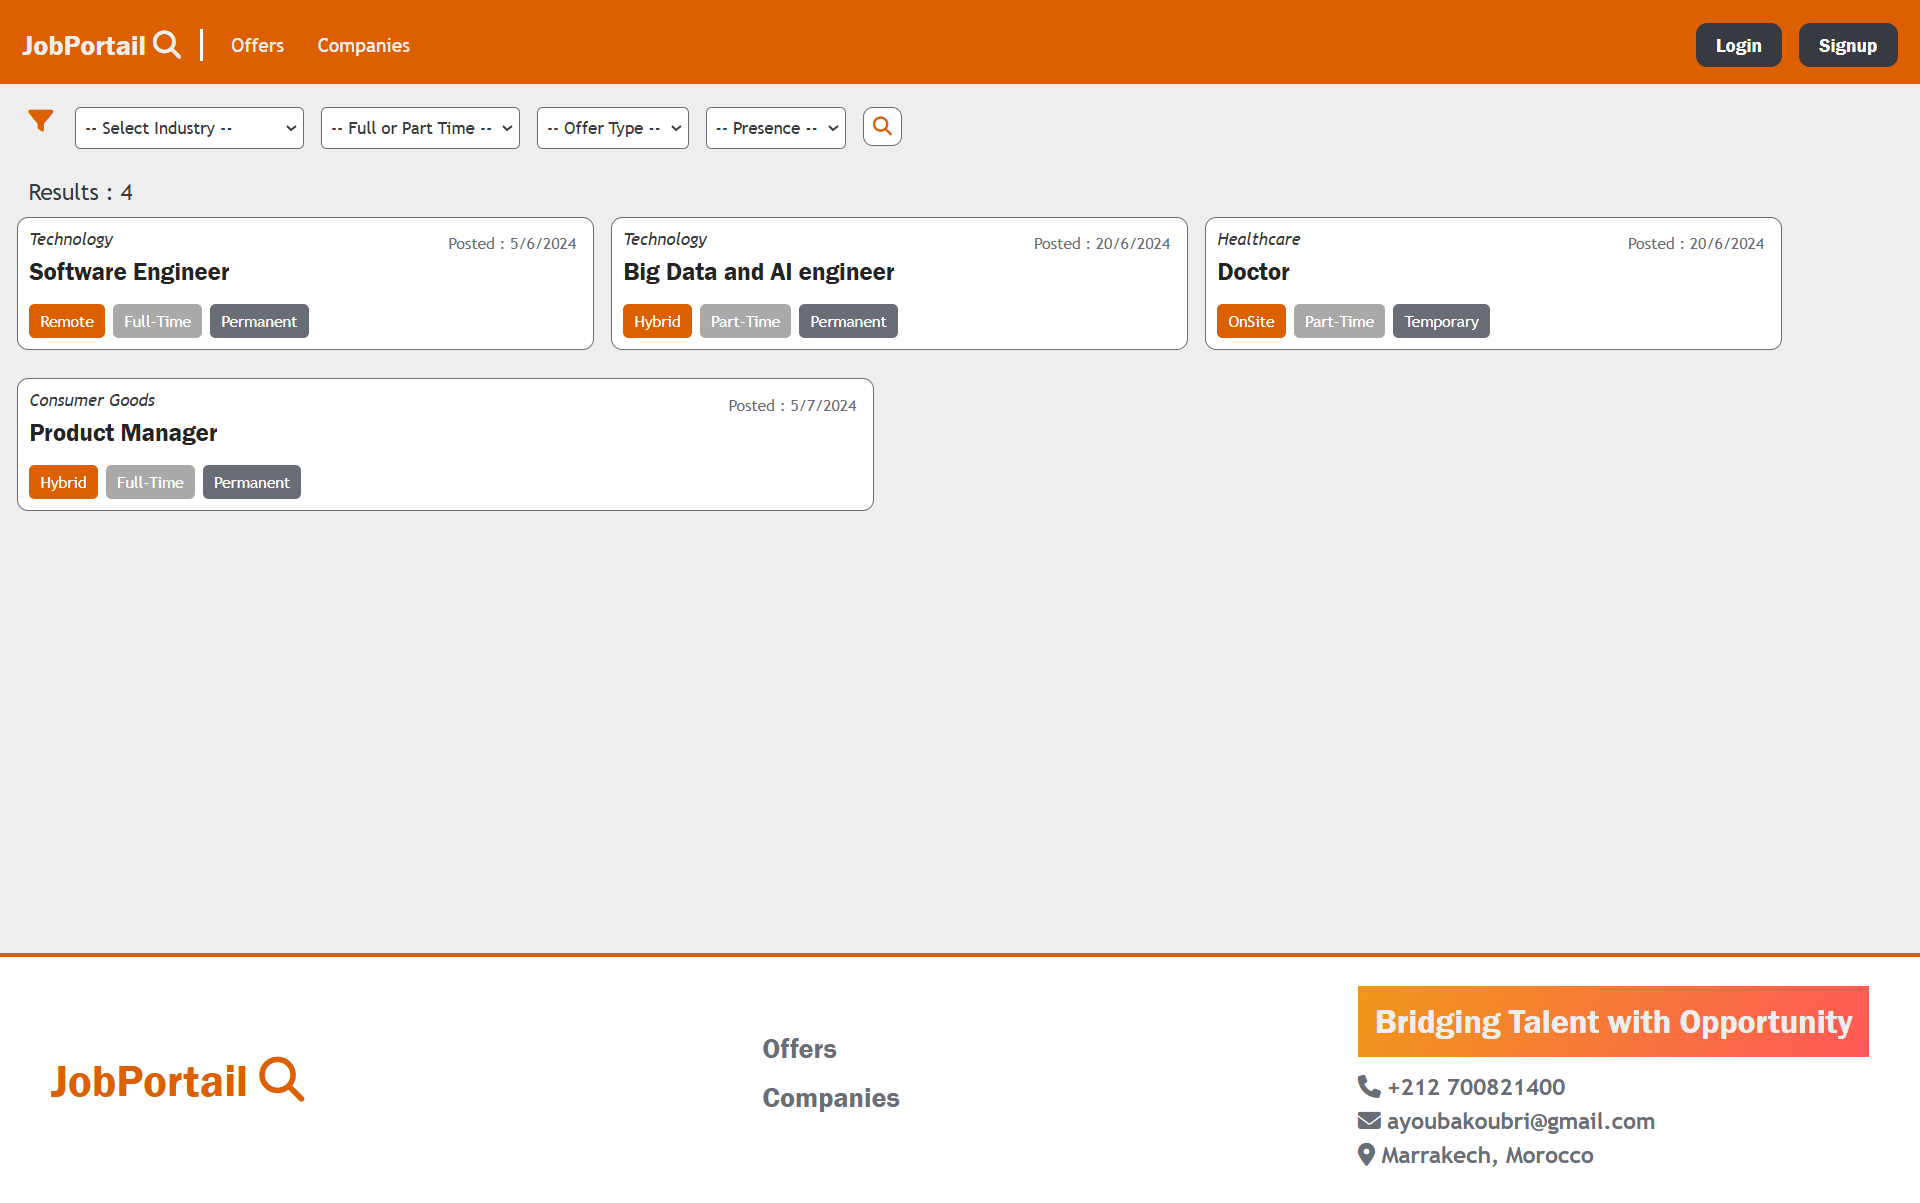 JobPortail
Offers
Companies
Login
Signup
-- Select Industry --
-- Full or Part Time --
-- Offer Type --
-- Presence --
Results : 4
Technology
Posted : 5/6/2024
Software Engineer
Remote
Full-Time
Permanent
Technology
Posted : 20/6/2024
Big Data and AI engineer
Hybrid
Part-Time
Permanent
Healthcare
Posted : 20/6/2024
Doctor
OnSite
Part-Time
Temporary
Consumer Goods
Posted : 5/7/2024
Product Manager
Hybrid
Full-Time
Permanent
JobPortail
Offers
Companies
Bridging Talent with Opportunity
+212 700821400
ayoubakoubri@gmail.com
Marrakech, Morocco